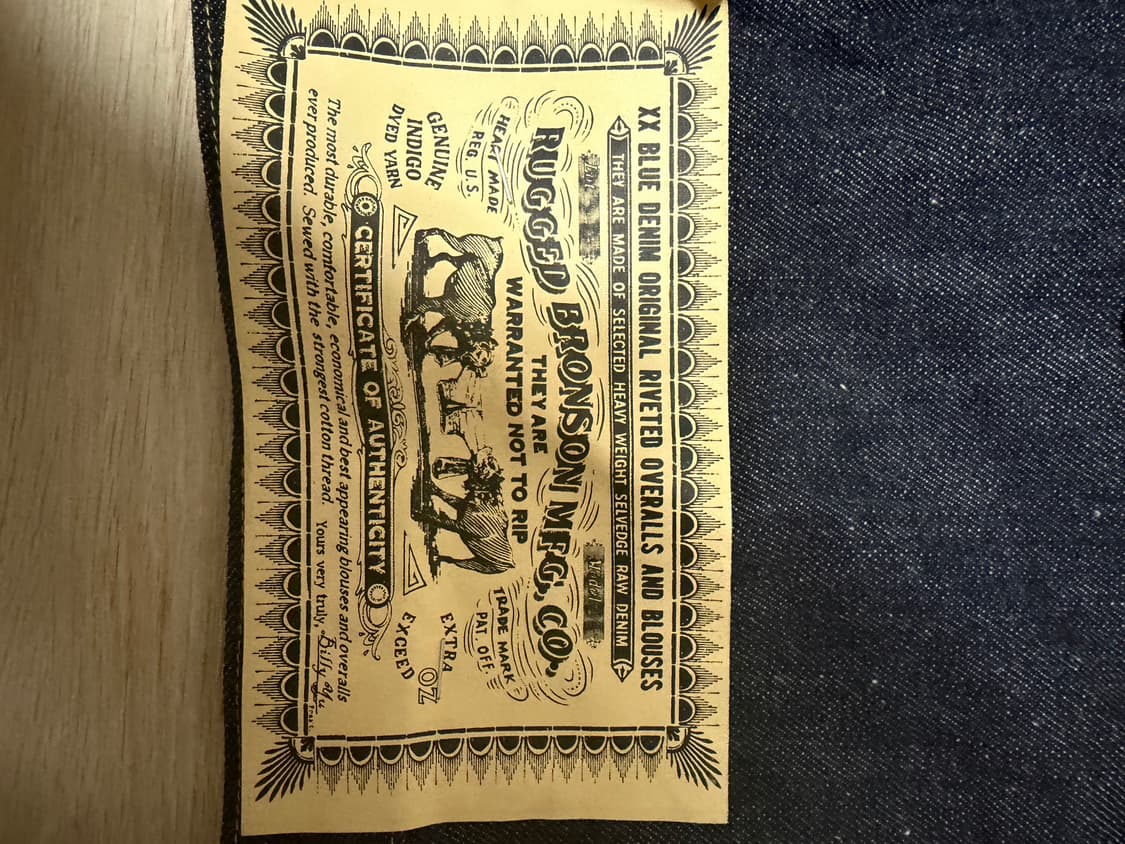 XX BLUE DENIM ORIGINAL RIVETED OVERALLS AND BLOUSES
THEY ARE MADE OF SELECTED HEAVY WEIGHT SELVEDGE RAW DENIM
RUGGED BRONSON MFG, CO,
HEAVY MADE
REG. U.S.
THEY ARE
WARRANTED NOT TO RIP
TRADE MARK
PAT. OFF
GENUINE
INDIGO
DYED YARN
EXTRA
OZ
EXCEED
CERTIFICATE OF AUTHENTICITY
The most durable, comfortable, economical and best appearing blouses and overalls
ever produced. Sewed with the strongest cotton thread. Yours very truly, Billy